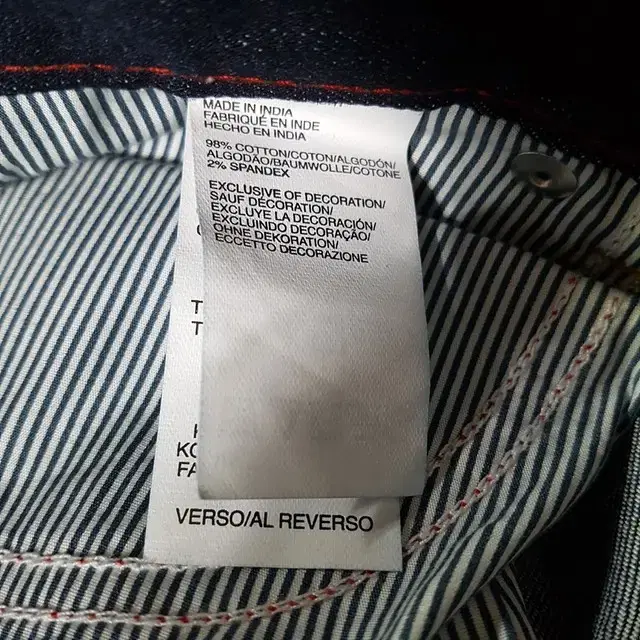 MADE IN INDIA
FABRIQUÉ EN INDE
HECHO EN INDIA
98% COTTON/COTON/ALGODÓN/
ALGODÃO/BAUMWOLLE/COTONE
2% SPANDEX
EXCLUSIVE OF DECORATION/
SAUF DÉCORATION/
EXCLUYE LA DECORACIÓN/
EXCLUINDO DECORAÇÃO/
OHNE DEKORATION/
ECCETTO DECORAZIONE
VERSO/AL REVERSO